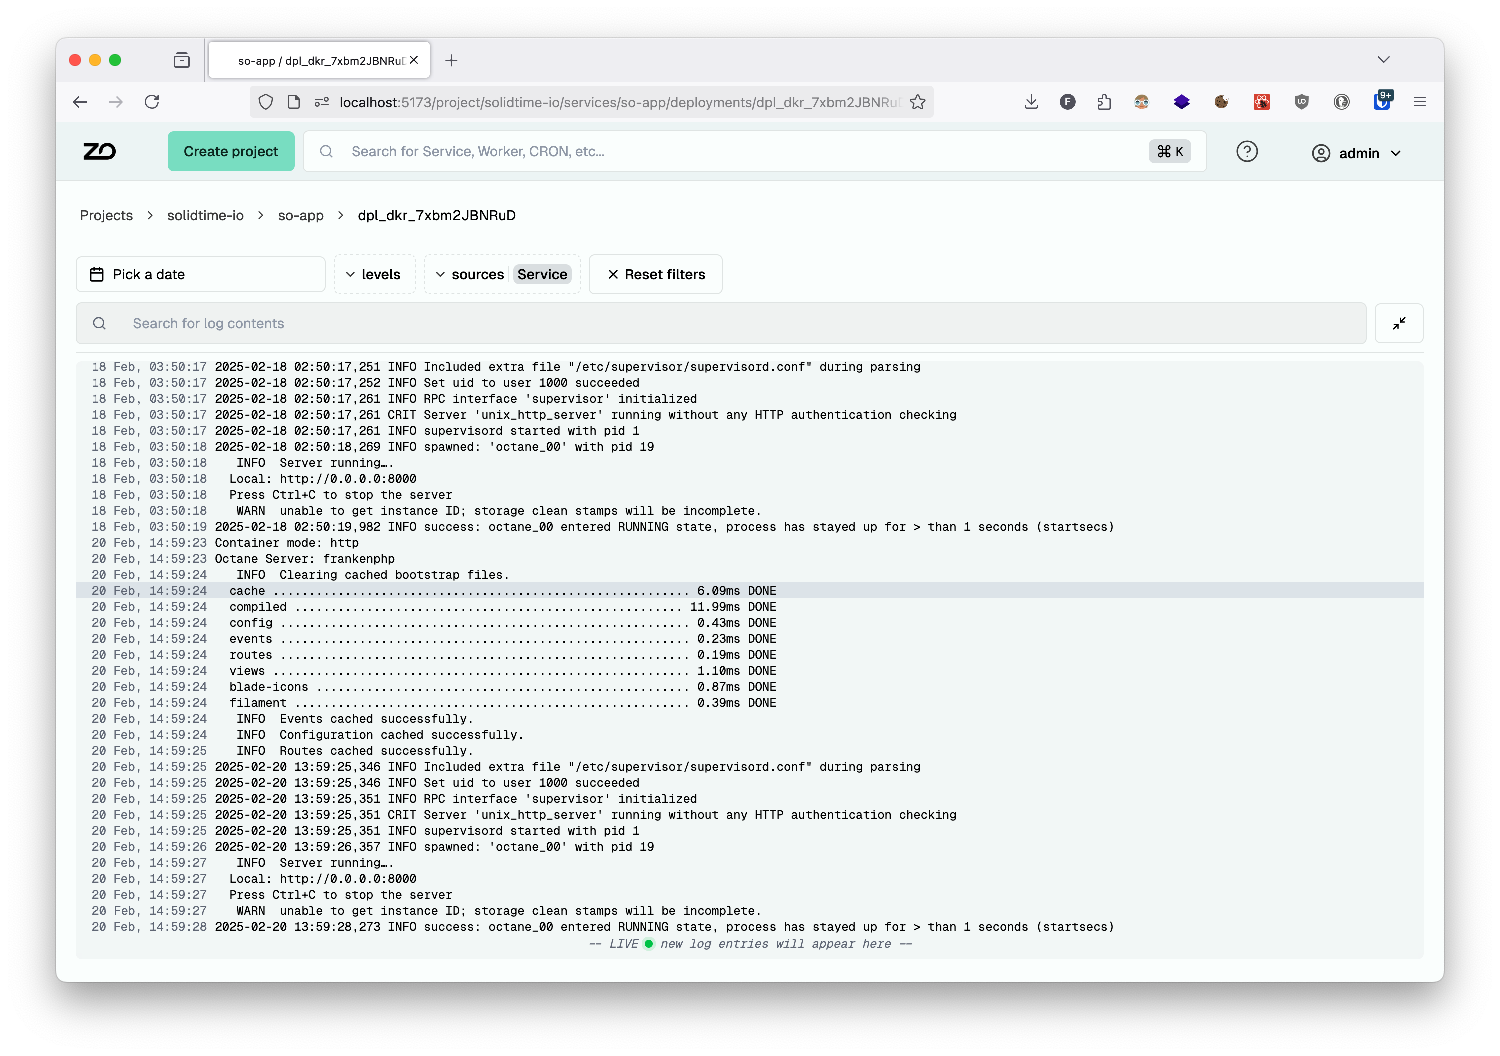 so-app / dpl_dkr_7xbm2JBNRuD
localhost:5173/project/solidtime-io/services/so-app/deployments/dpl_dkr_7xbm2JBNRuD
F
9+
ZO
Create project
Search for Service, Worker, CRON, etc...
⌘ K
admin
Projects > solidtime-io > so-app > dpl_dkr_7xbm2JBNRuD
Pick a date
levels
sources Service
Reset filters
Search for log contents
18 Feb, 03:50:17 2025-02-18 02:50:17,251 INFO Included extra file "/etc/supervisor/supervisord.conf" during parsing
18 Feb, 03:50:17 2025-02-18 02:50:17,252 INFO Set uid to user 1000 succeeded
18 Feb, 03:50:17 2025-02-18 02:50:17,261 INFO RPC interface 'supervisor' initialized
18 Feb, 03:50:17 2025-02-18 02:50:17,261 CRIT Server 'unix_http_server' running without any HTTP authentication checking
18 Feb, 03:50:17 2025-02-18 02:50:17,261 INFO supervisord started with pid 1
18 Feb, 03:50:18 2025-02-18 02:50:18,269 INFO spawned: 'octane_00' with pid 19
18 Feb, 03:50:18 INFO Server running…
18 Feb, 03:50:18 Local: http://0.0.0.0:8000
18 Feb, 03:50:18 Press Ctrl+C to stop the server
18 Feb, 03:50:18 WARN unable to get instance ID; storage clean stamps will be incomplete.
18 Feb, 03:50:19 2025-02-18 02:50:19,982 INFO success: octane_00 entered RUNNING state, process has stayed up for > than 1 seconds (startsecs)
20 Feb, 14:59:23 Container mode: http
20 Feb, 14:59:23 Octane Server: frankenphp
20 Feb, 14:59:24 INFO Clearing cached bootstrap files.
20 Feb, 14:59:24 cache .......................................................... 6.09ms DONE
20 Feb, 14:59:24 compiled ...................................................... 11.99ms DONE
20 Feb, 14:59:24 config ......................................................... 0.43ms DONE
20 Feb, 14:59:24 events ......................................................... 0.23ms DONE
20 Feb, 14:59:24 routes ......................................................... 0.19ms DONE
20 Feb, 14:59:24 views .......................................................... 1.10ms DONE
20 Feb, 14:59:24 blade-icons .................................................... 0.87ms DONE
20 Feb, 14:59:24 filament ....................................................... 0.39ms DONE
20 Feb, 14:59:24 INFO Events cached successfully.
20 Feb, 14:59:24 INFO Configuration cached successfully.
20 Feb, 14:59:25 INFO Routes cached successfully.
20 Feb, 14:59:25 2025-02-20 13:59:25,346 INFO Included extra file "/etc/supervisor/supervisord.conf" during parsing
20 Feb, 14:59:25 2025-02-20 13:59:25,346 INFO Set uid to user 1000 succeeded
20 Feb, 14:59:25 2025-02-20 13:59:25,351 INFO RPC interface 'supervisor' initialized
20 Feb, 14:59:25 2025-02-20 13:59:25,351 CRIT Server 'unix_http_server' running without any HTTP authentication checking
20 Feb, 14:59:25 2025-02-20 13:59:25,351 INFO supervisord started with pid 1
20 Feb, 14:59:26 2025-02-20 13:59:26,357 INFO spawned: 'octane_00' with pid 19
20 Feb, 14:59:27 INFO Server running…
20 Feb, 14:59:27 Local: http://0.0.0.0:8000
20 Feb, 14:59:27 Press Ctrl+C to stop the server
20 Feb, 14:59:27 WARN unable to get instance ID; storage clean stamps will be incomplete.
20 Feb, 14:59:28 2025-02-20 13:59:28,273 INFO success: octane_00 entered RUNNING state, process has stayed up for > than 1 seconds (startsecs)
-- LIVE new log entries will appear here --